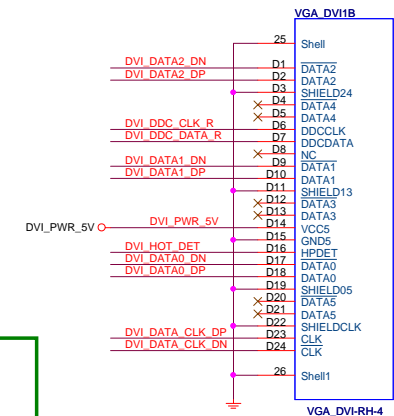 VGA_DVI1B
25 Shell
DVI_DATA2_DN D1 DATA2
DVI_DATA2_DP D2 DATA2
D3 SHIELD24
D4 DATA4
D5 DATA4
DVI_DDC_CLK_R D6 DDCCLK
DVI_DDC_DATA_R D7 DDCDATA
D8 NC
DVI_DATA1_DN D9 DATA1
DVI_DATA1_DP D10 DATA1
D11 SHIELD13
D12 DATA3
D13 DATA3
DVI_PWR_5V DVI_PWR_5V D14 VCC5
D15 GND5
DVI_HOT_DET D16 HPDET
DVI_DATA0_DN D17 DATA0
DVI_DATA0_DP D18 DATA0
D19 SHIELD05
D20 DATA5
D21 DATA5
D22 SHIELDCLK
DVI_DATA_CLK_DP D23 CLK
DVI_DATA_CLK_DN D24 CLK
26 Shell1
VGA_DVI-RH-4